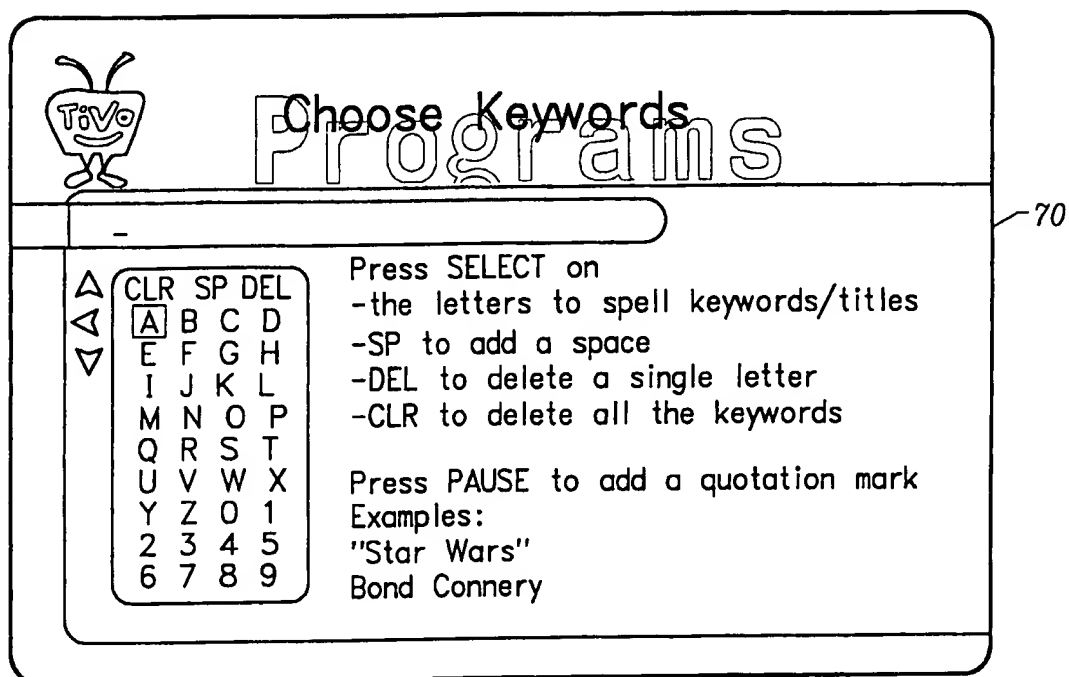 TiVo
Choose Keywords
Programs
70
CLR SP DEL
A B C D
E F G H
I J K L
M N O P
Q R S T
U V W X
Y Z 0 1
2 3 4 5
6 7 8 9
Press SELECT on
-the letters to spell keywords/titles
-SP to add a space
-DEL to delete a single letter
-CLR to delete all the keywords
Press PAUSE to add a quotation mark
Examples:
"Star Wars"
Bond Connery